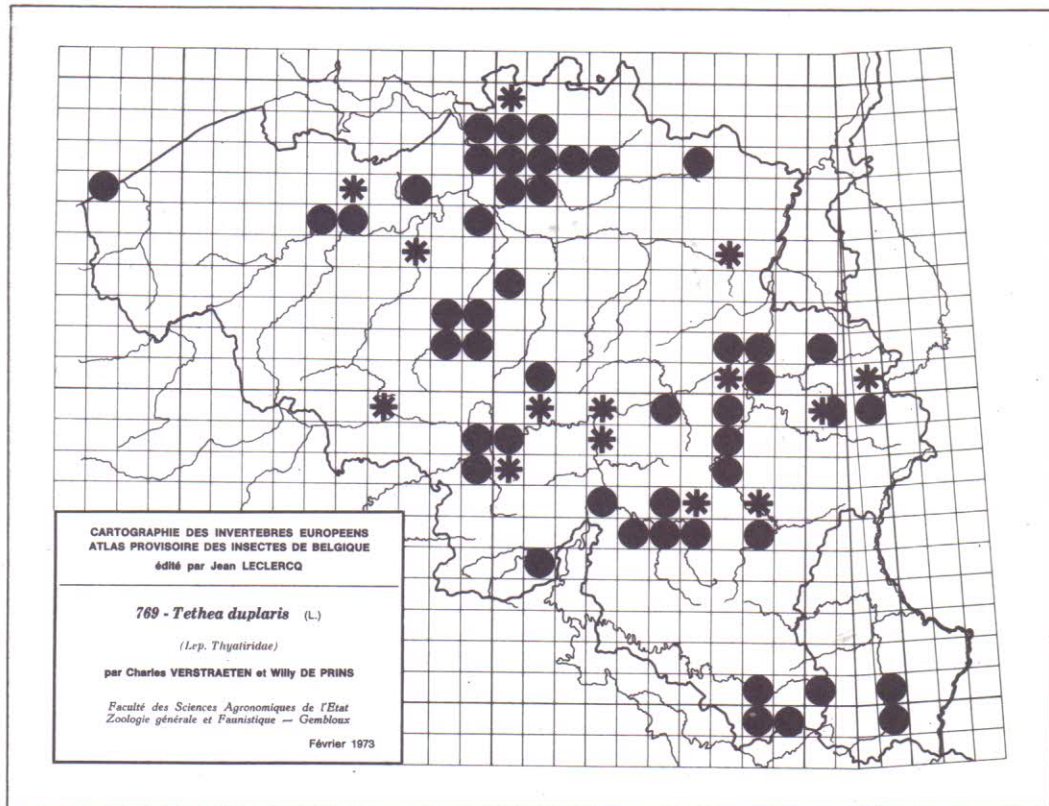 CARTOGRAPHIE DES INVERTEBRES EUROPEENS
ATLAS PROVISOIRE DES INSECTES DE BELGIQUE
édité par Jean LECLERCQ
769 - Tethea duplaris (L.)
(Lep. Thyatiridae)
par Charles VERSTRAETEN et Willy DE PRINS
Faculté des Sciences Agronomiques de l'Etat
Zoologie générale et Faunistique — Gembloux
Février 1973